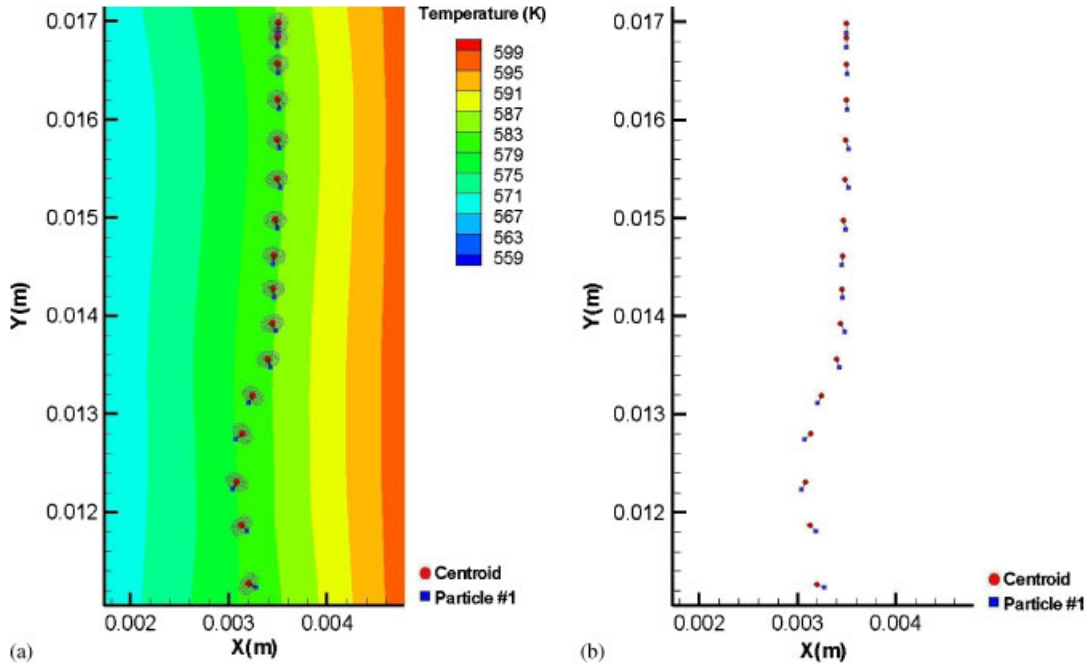 0.017
0.016
0.015
0.014
0.013
0.012
Y(m)
0.002 0.003 0.004
X(m)
Temperature (K)
599
595
591
587
583
579
575
571
567
563
559
Centroid
Particle #1
(a)
0.017
0.016
0.015
0.014
0.013
0.012
Y(m)
0.002 0.003 0.004
X(m)
Centroid
Particle #1
(b)